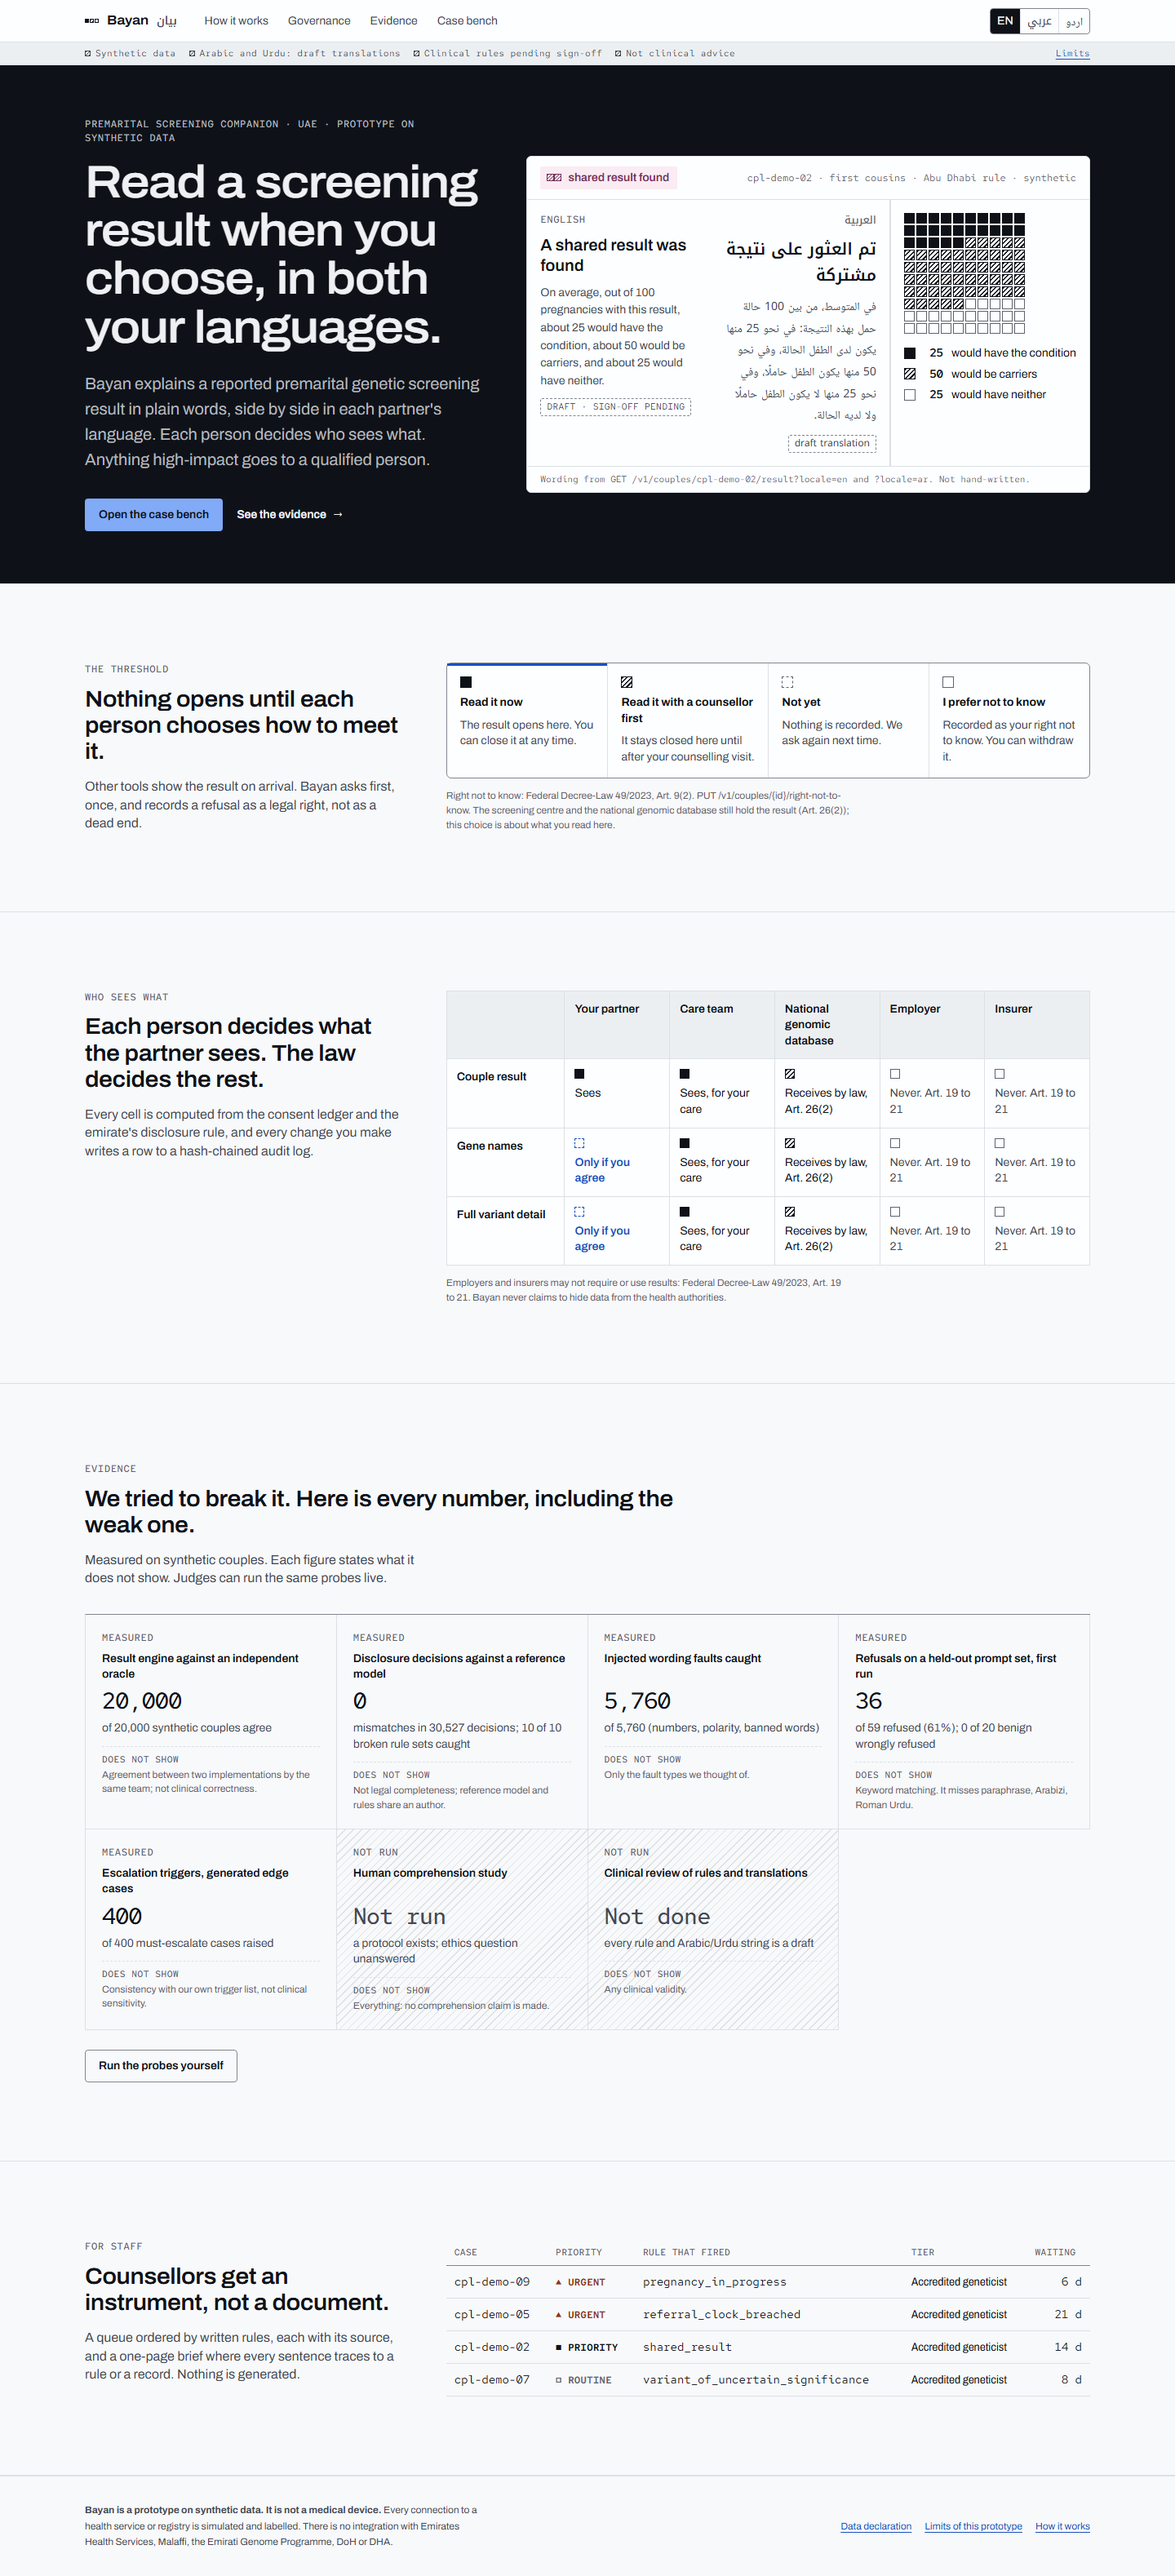 Bayan بيان
How it works
Governance
Evidence
Case bench
EN
عربي
اردو
Synthetic data
Arabic and Urdu: draft translations
Clinical rules pending sign-off
Not clinical advice
Limits
PREMARITAL SCREENING COMPANION · UAE · PROTOTYPE ON
SYNTHETIC DATA
Read a screening
result when you
choose, in both
your languages.
Bayan explains a reported premarital genetic screening
result in plain words, side by side in each partner's
language. Each person decides who sees what.
Anything high-impact goes to a qualified person.
Open the case bench
See the evidence →
shared result found
cpl-demo-02 · first cousins · Abu Dhabi rule · synthetic
ENGLISH
A shared result was
found
On average, out of 100
pregnancies with this result,
about 25 would have the
condition, about 50 would be
carriers, and about 25 would
have neither.
DRAFT · SIGN-OFF PENDING
العربية
تم العثور على نتيجة
مشتركة
في المتوسط، من بين 100 حالة
حمل بهذه النتيجة: في نحو 25 منها
يكون لدى الطفل الحالة، وفي نحو
50 منها يكون الطفل حاملًا، وفي
نحو 25 منها لا يكون الطفل حاملًا
ولا لديه الحالة.
draft translation
25 would have the condition
50 would be carriers
25 would have neither
Wording from GET /v1/couples/cpl-demo-02/result?locale=en and ?locale=ar. Not hand-written.
THE THRESHOLD
Nothing opens until each
person chooses how to meet
it.
Other tools show the result on arrival. Bayan asks first,
once, and records a refusal as a legal right, not as a
dead end.
Read it now
The result opens here. You
can close it at any time.
Read it with a counsellor
first
It stays closed here until
after your counselling visit.
Not yet
Nothing is recorded. We
ask again next time.
I prefer not to know
Recorded as your right not
to know. You can withdraw
it.
Right not to know: Federal Decree-Law 49/2023, Art. 9(2). PUT /v1/couples/{id}/right-not-to-
know. The screening centre and the national genomic database still hold the result (Art. 26(2));
this choice is about what you read here.
WHO SEES WHAT
Each person decides what
the partner sees. The law
decides the rest.
Every cell is computed from the consent ledger and the
emirate's disclosure rule, and every change you make
writes a row to a hash-chained audit log.
Your partner
Care team
National
genomic
database
Employer
Insurer
Couple result
Sees
Sees, for your
care
Receives by law,
Art. 26(2)
Never. Art. 19 to
21
Never. Art. 19 to
21
Gene names
Only if you
agree
Sees, for your
care
Receives by law,
Art. 26(2)
Never. Art. 19 to
21
Never. Art. 19 to
21
Full variant detail
Only if you
agree
Sees, for your
care
Receives by law,
Art. 26(2)
Never. Art. 19 to
21
Never. Art. 19 to
21
Employers and insurers may not require or use results: Federal Decree-Law 49/2023, Art. 19
to 21. Bayan never claims to hide data from the health authorities.
EVIDENCE
We tried to break it. Here is every number, including the
weak one.
Measured on synthetic couples. Each figure states what it
does not show. Judges can run the same probes live.
MEASURED
Result engine against an independent
oracle
20,000
of 20,000 synthetic couples agree
DOES NOT SHOW
Agreement between two implementations by the
same team; not clinical correctness.
MEASURED
Disclosure decisions against a reference
model
0
mismatches in 30,527 decisions; 10 of 10
broken rule sets caught
DOES NOT SHOW
Not legal completeness; reference model and
rules share an author.
MEASURED
Injected wording faults caught
5,760
of 5,760 (numbers, polarity, banned words)
DOES NOT SHOW
Only the fault types we thought of.
MEASURED
Refusals on a held-out prompt set, first
run
36
of 59 refused (61%); 0 of 20 benign
wrongly refused
DOES NOT SHOW
Keyword matching. It misses paraphrase, Arabizi,
Roman Urdu.
MEASURED
Escalation triggers, generated edge
cases
400
of 400 must-escalate cases raised
DOES NOT SHOW
Consistency with our own trigger list, not clinical
sensitivity.
NOT RUN
Human comprehension study
Not run
a protocol exists; ethics question
unanswered
DOES NOT SHOW
Everything: no comprehension claim is made.
NOT RUN
Clinical review of rules and translations
Not done
every rule and Arabic/Urdu string is a draft
DOES NOT SHOW
Any clinical validity.
Run the probes yourself
FOR STAFF
Counsellors get an
instrument, not a document.
A queue ordered by written rules, each with its source,
and a one-page brief where every sentence traces to a
rule or a record. Nothing is generated.
CASE PRIORITY RULE THAT FIRED TIER WAITING
cpl-demo-09 ▲ URGENT pregnancy_in_progress Accredited geneticist 6 d
cpl-demo-05 ▲ URGENT referral_clock_breached Accredited geneticist 21 d
cpl-demo-02 ■ PRIORITY shared_result Accredited geneticist 14 d
cpl-demo-07 □ ROUTINE variant_of_uncertain_significance Accredited geneticist 8 d
Bayan is a prototype on synthetic data. It is not a medical device. Every connection to a
health service or registry is simulated and labelled. There is no integration with Emirates
Health Services, Malaffi, the Emirati Genome Programme, DoH or DHA.
Data declaration
Limits of this prototype
How it works